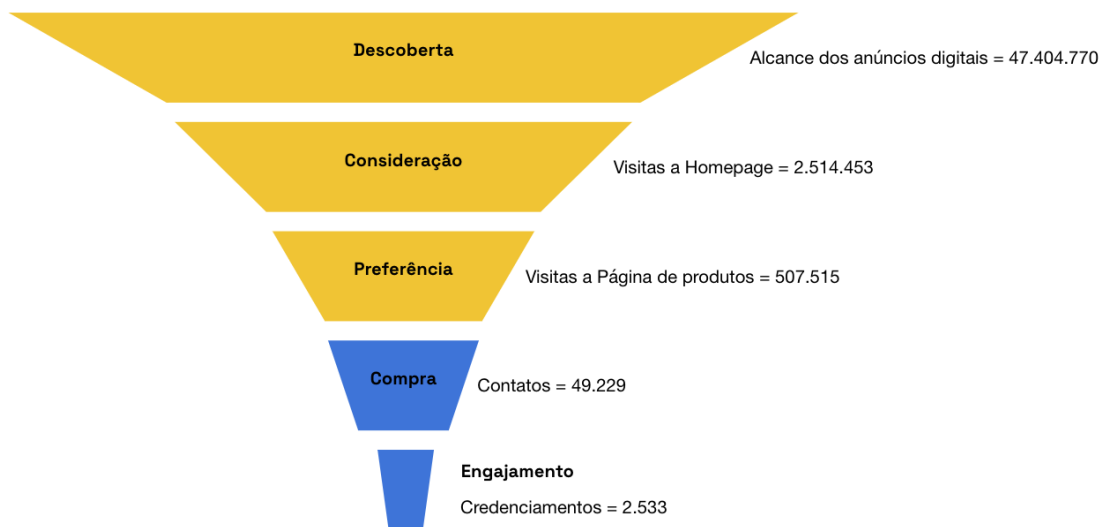 Descoberta
Alcance dos anúncios digitais = 47.404.770
Consideração
Visitas a Homepage = 2.514.453
Preferência
Visitas a Página de produtos = 507.515
Compra
Contatos = 49.229
Engajamento
Credenciamentos = 2.533